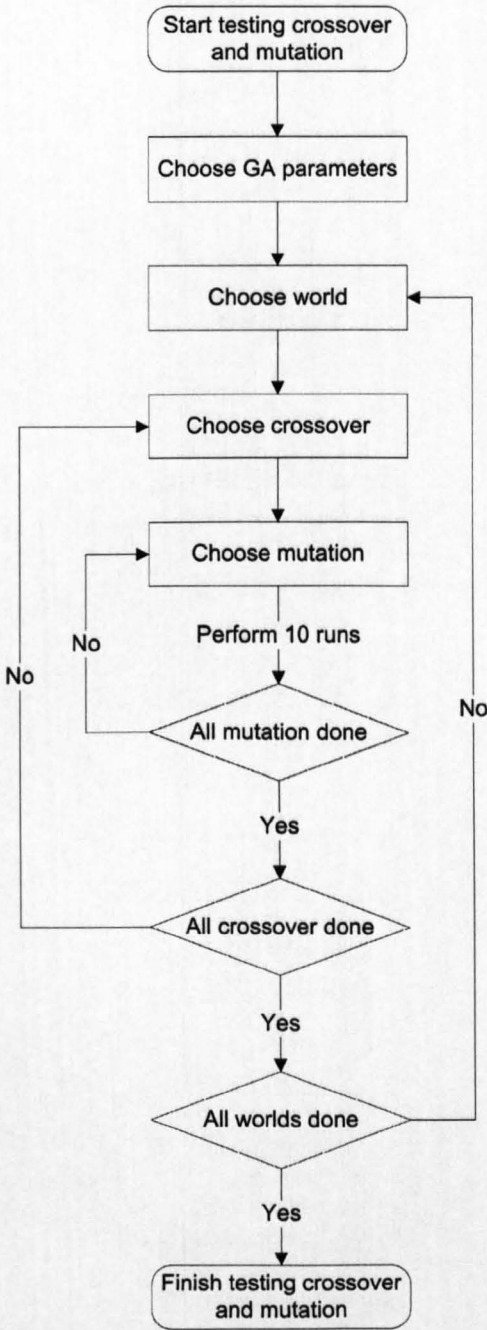 Start testing crossover
and mutation
Choose GA parameters
Choose world
Choose crossover
Choose mutation
No
Perform 10 runs
No
No
All mutation done
Yes
All crossover done
Yes
All worlds done
Yes
Finish testing crossover
and mutation